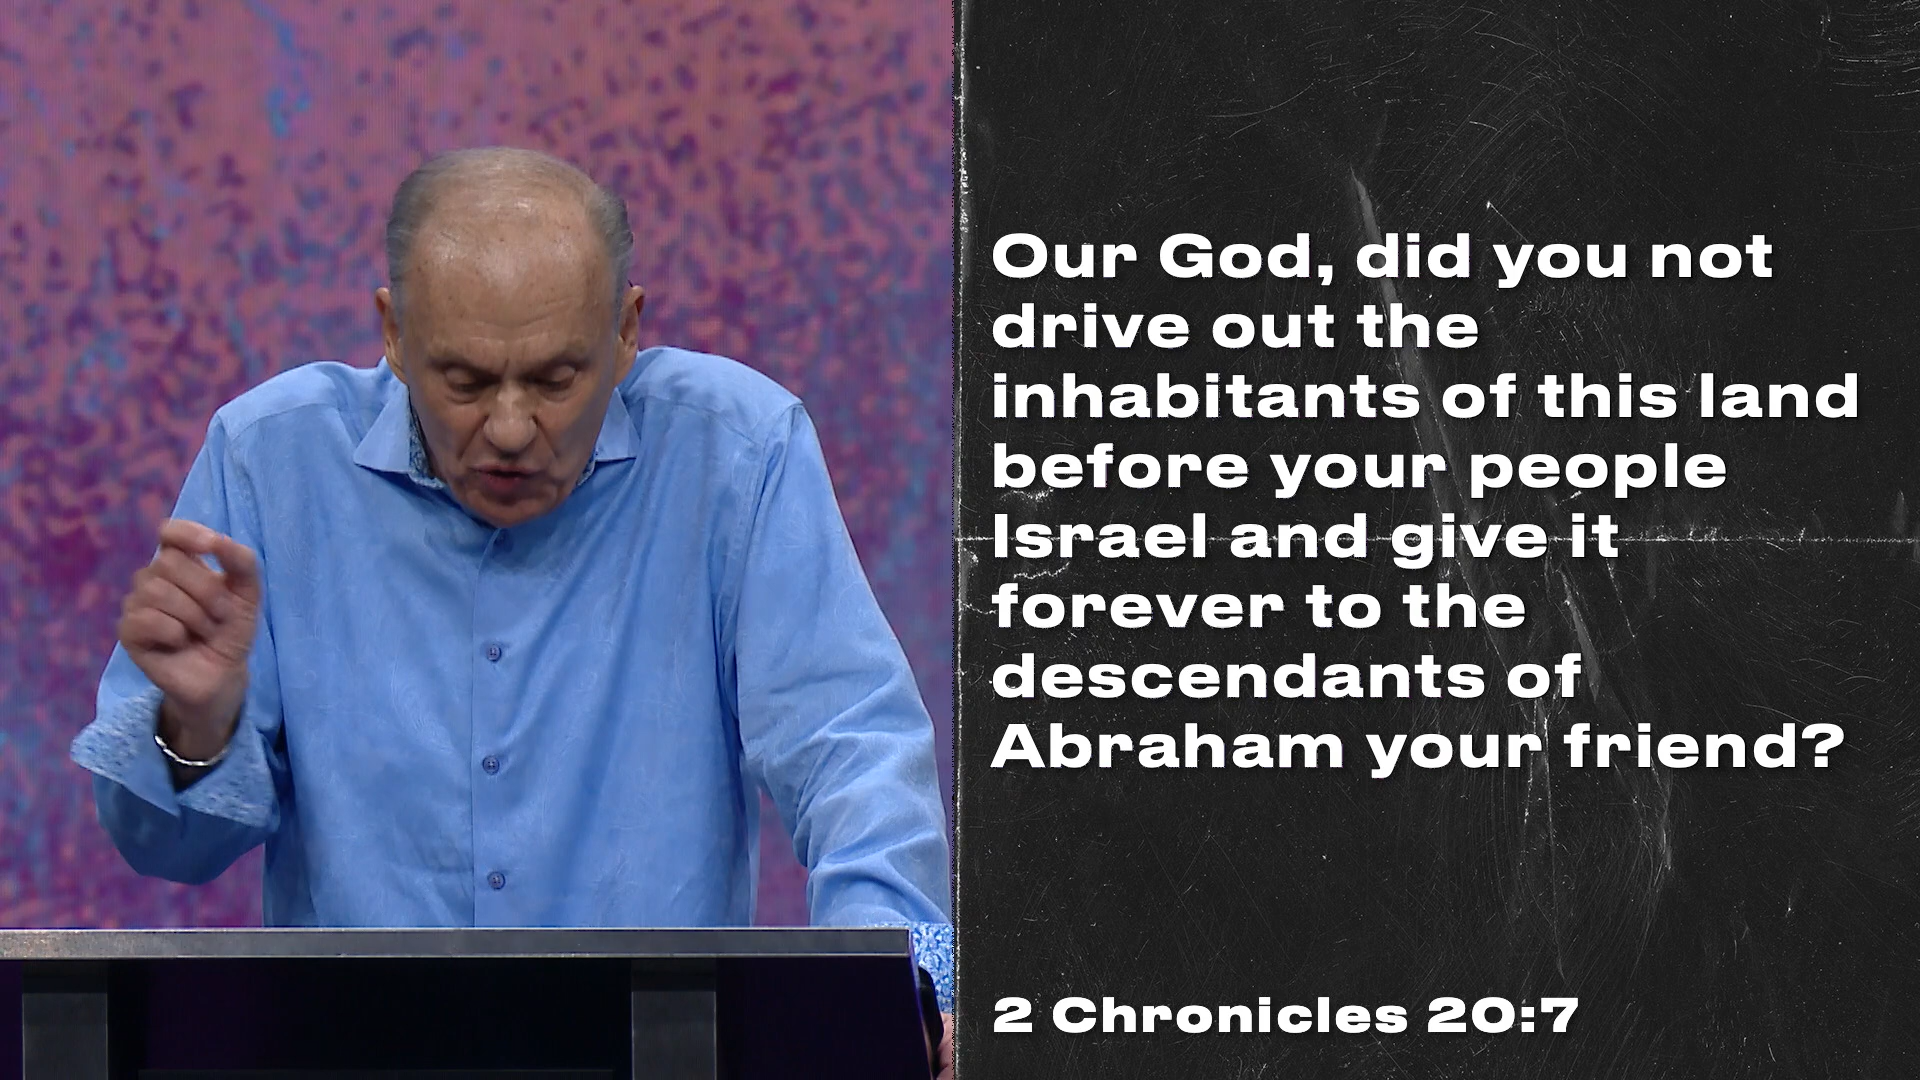 Our God, did you not
drive out the
inhabitants of this land
before your people
Israel and give it
forever to the
descendants of
Abraham your friend?
2 Chronicles 20:7